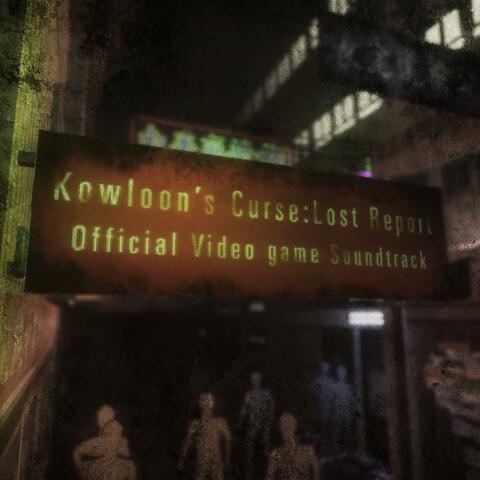 Kowloon's Curse:Lost Report
Official Video game Soundtrack